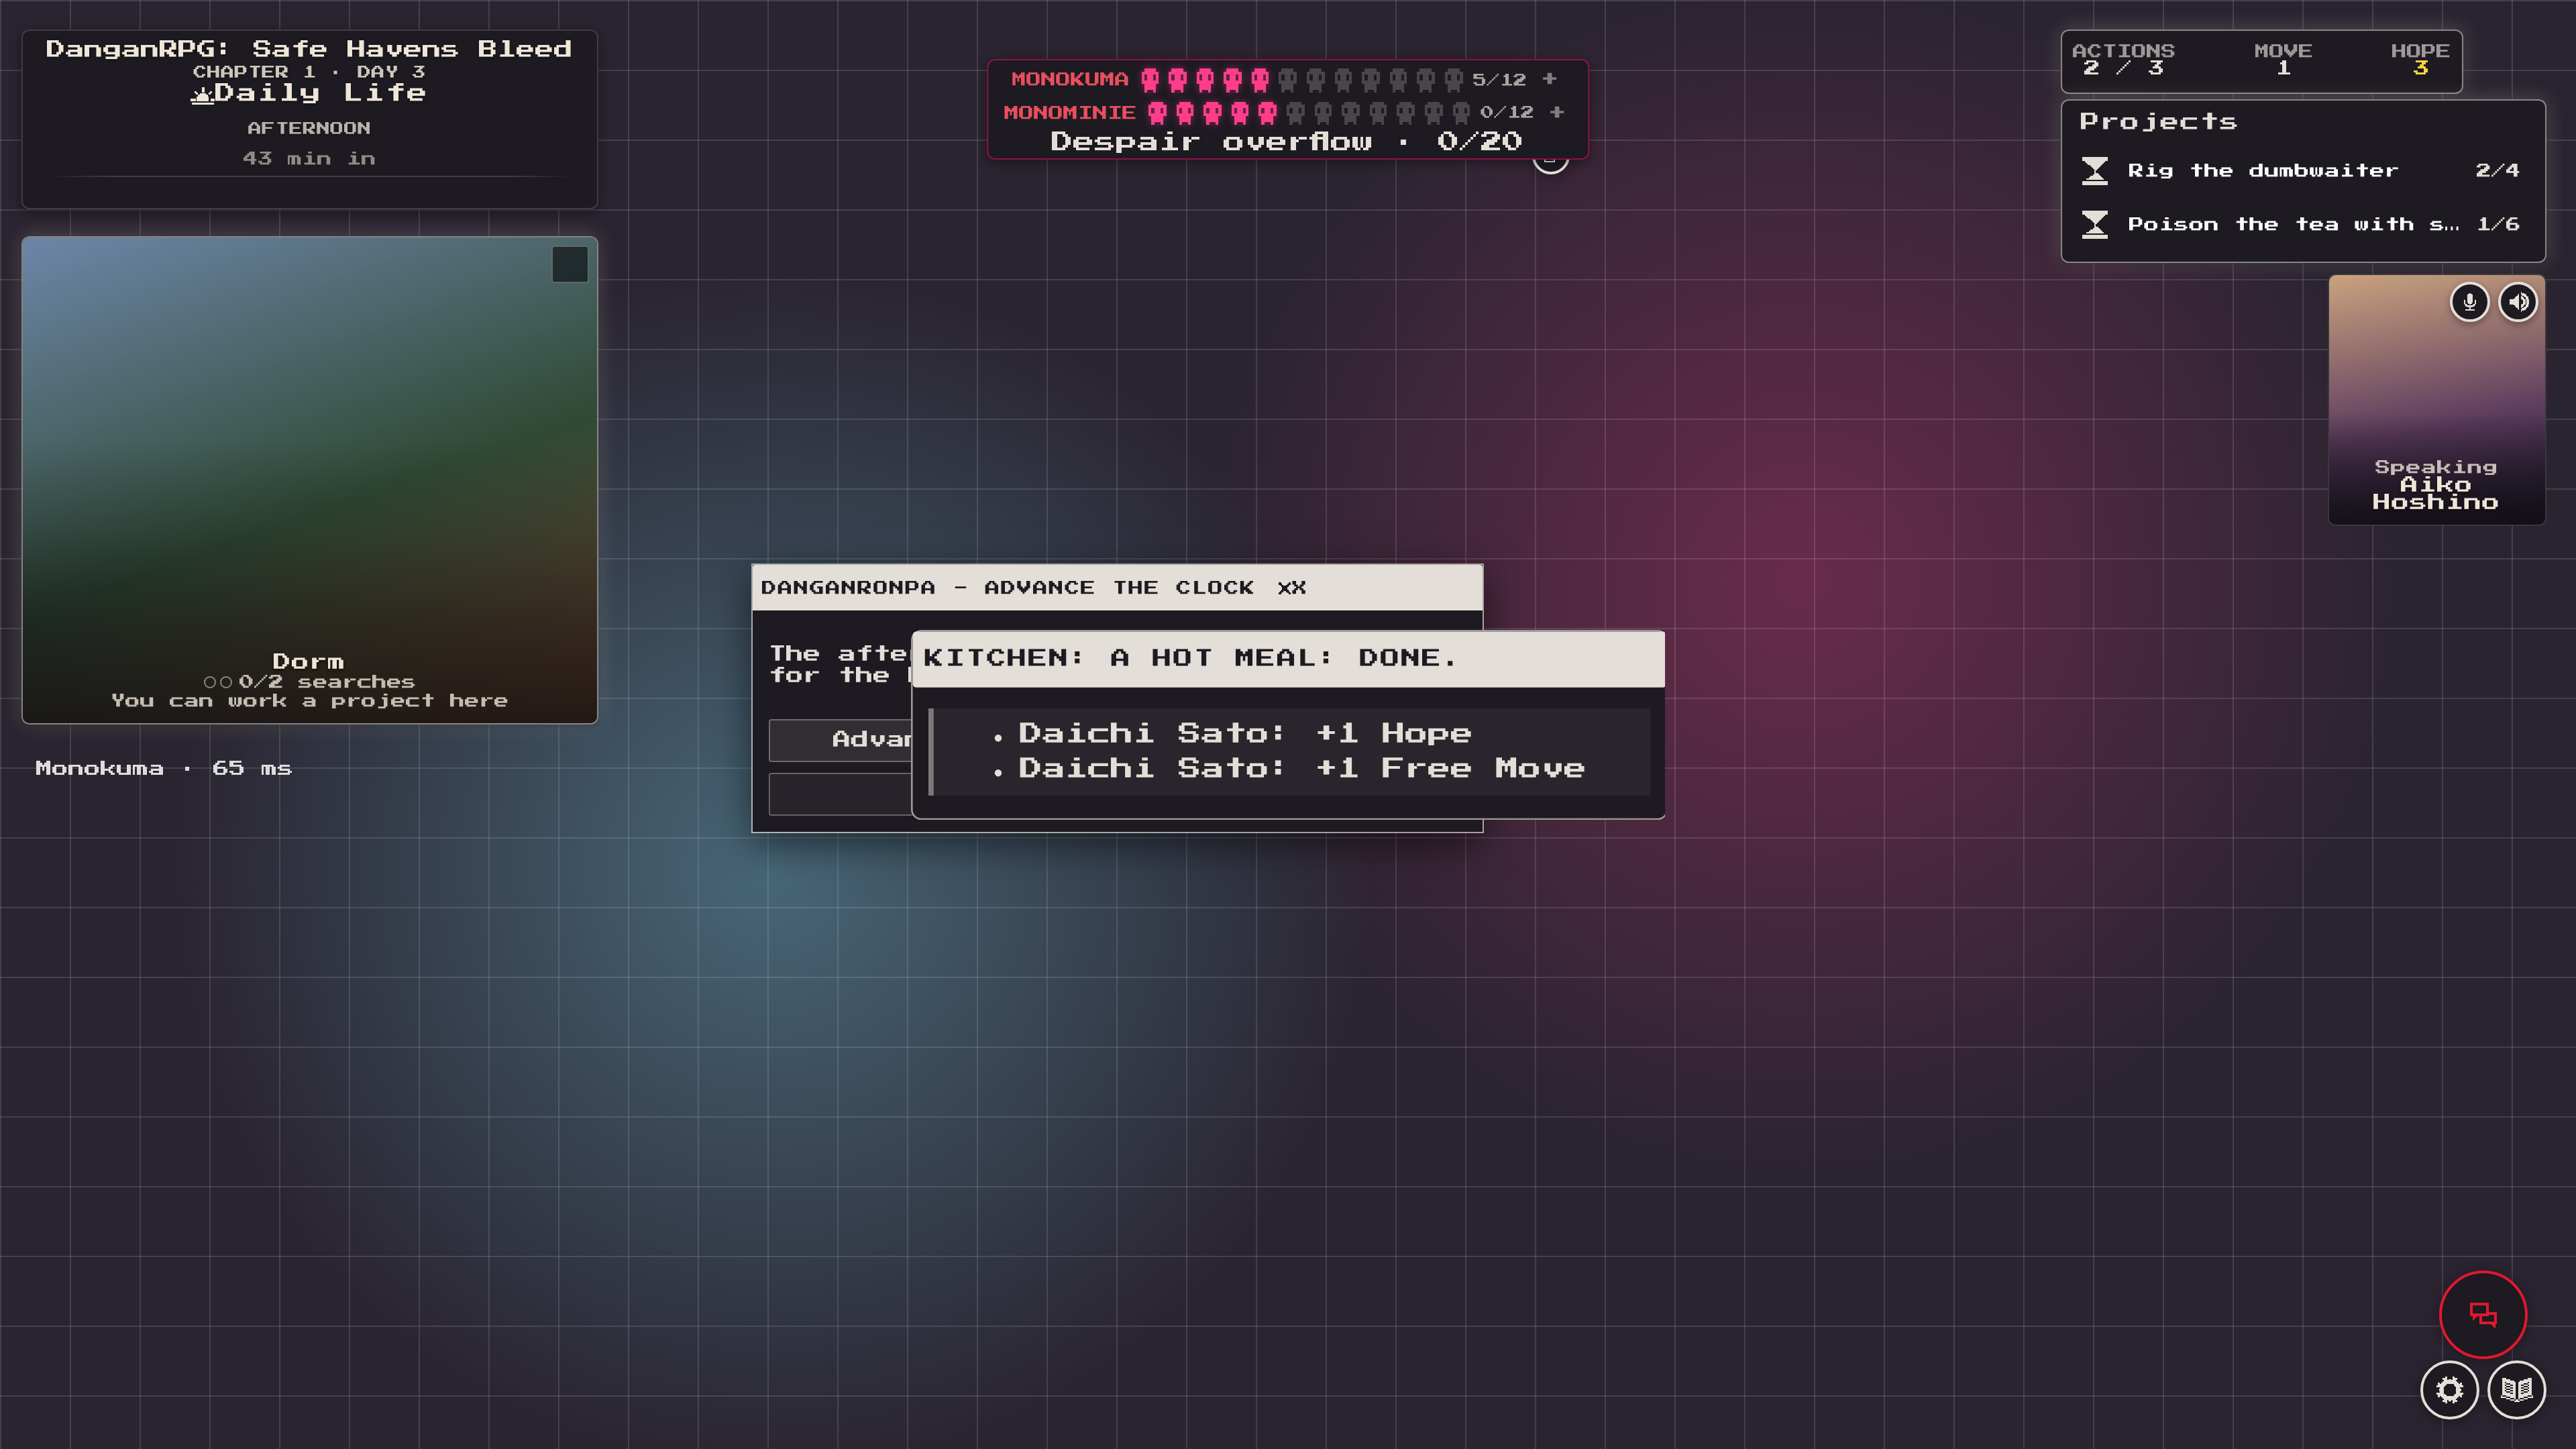 DanganRPG: Safe Havens Bleed
CHAPTER 1 · DAY 3
Daily Life
AFTERNOON
43 min in
MONOKUMA 5/12 +
MONOMINIE 0/12 +
Despair overflow · 0/20
ACTIONS MOVE HOPE
2 / 3 1 3
Projects
Rig the dumbwaiter 2/4
Poison the tea with s… 1/6
Speaking
Aiko
Hoshino
Dorm
0/2 searches
You can work a project here
Monokuma · 65 ms
DANGANRONPA - ADVANCE THE CLOCK xX
The afte
for the
Advan
KITCHEN: A HOT MEAL: DONE.
• Daichi Sato: +1 Hope
• Daichi Sato: +1 Free Move